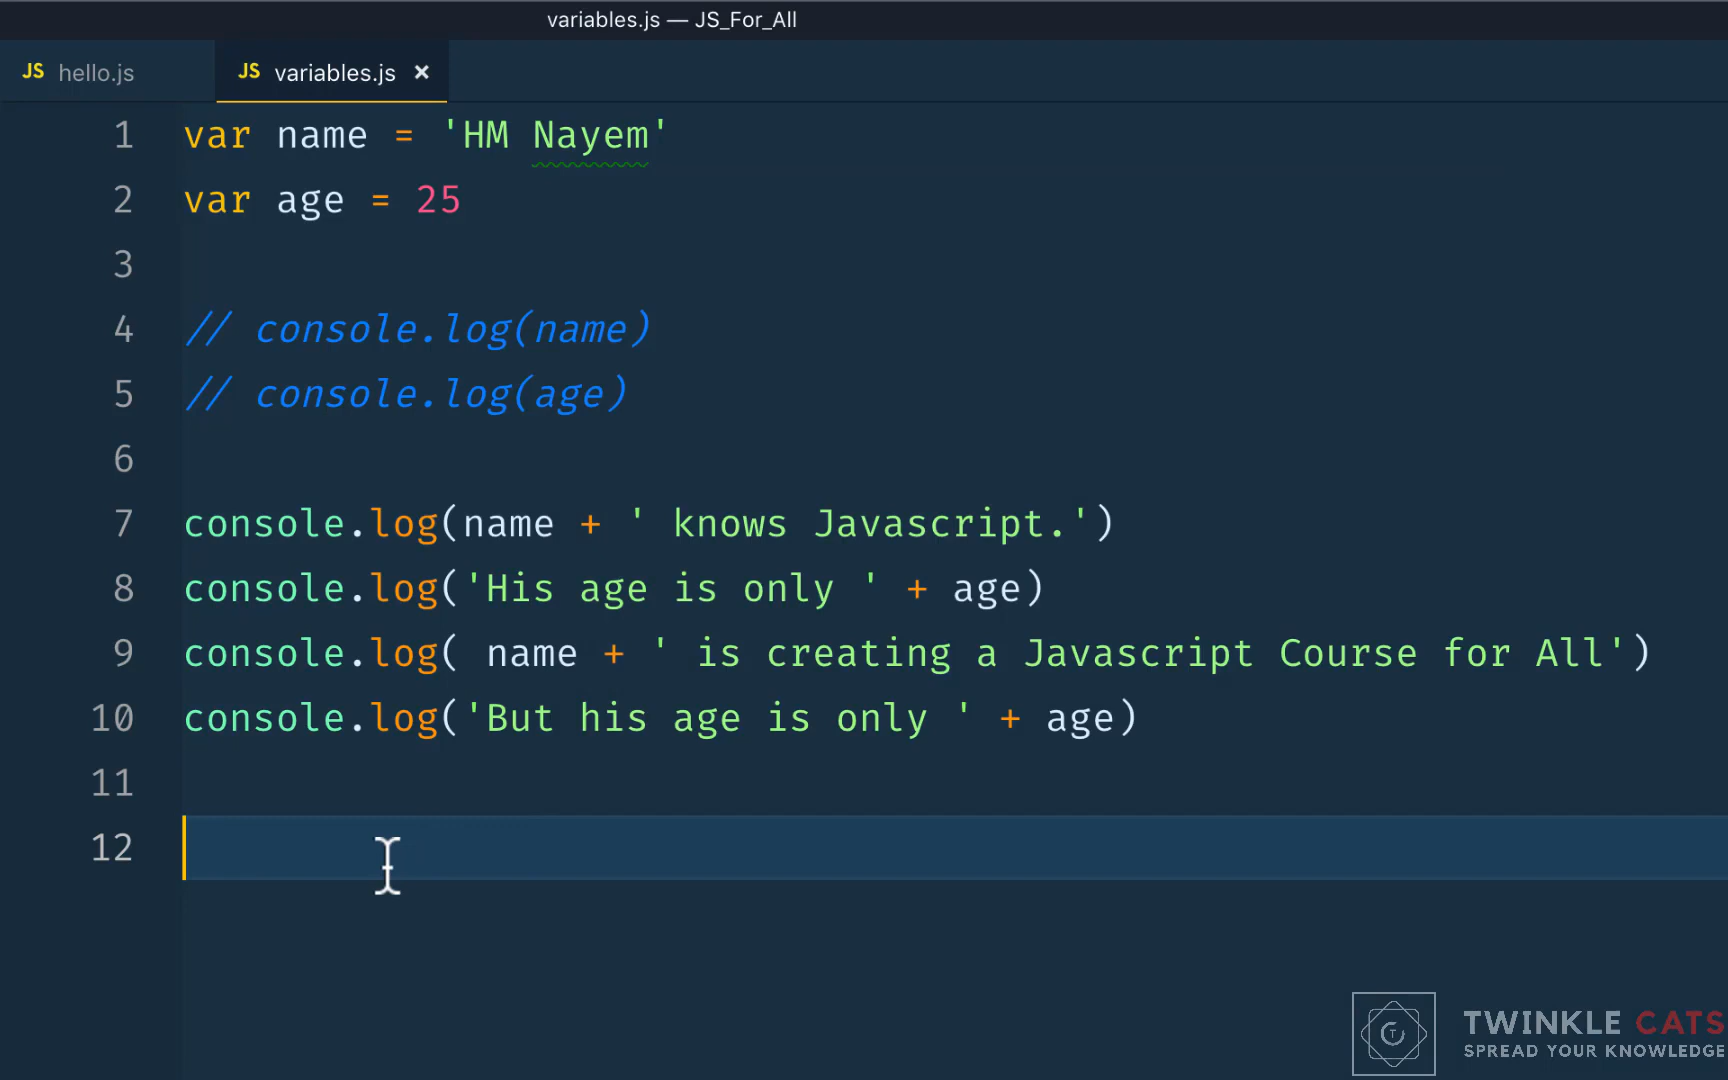 variables.js — JS_For_All
JS hello.js JS variables.js ×
1 var name = 'HM Nayem'
2 var age = 25
3
4 // console.log(name)
5 // console.log(age)
6
7 console.log(name + ' knows Javascript.')
8 console.log('His age is only ' + age)
9 console.log( name + ' is creating a Javascript Course for All')
10 console.log('But his age is only ' + age)
11
12
TWINKLE CATS
SPREAD YOUR KNOWLEDGE